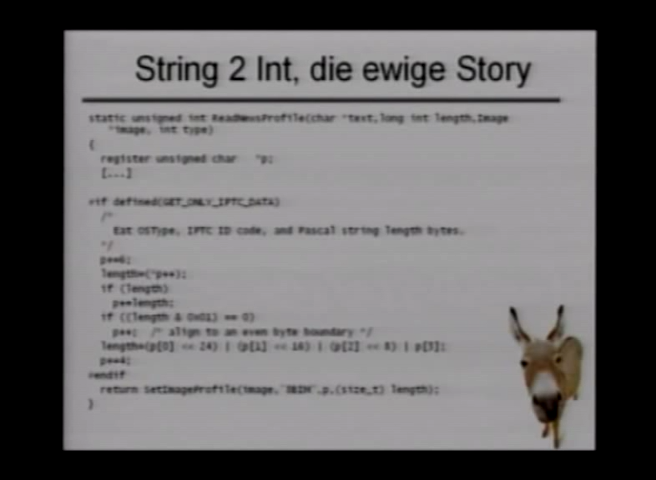 String 2 Int, die ewige Story
static unsigned int ReadNewsProfile(char *text,long int length,Image
*image, int type)
{
register unsigned char *p;
[...]
#if defined(GET_ONLY_IPTC_DATA)
/*
Eat OSType, IPTC ID code, and Pascal string length bytes.
*/
p+=6;
length=(*p++);
if (length)
p+=length;
if ((length & 0x01) == 0)
p++; /* align to an even byte boundary */
length=(p[0] << 24) | (p[1] << 16) | (p[2] << 8) | p[3];
p+=4;
#endif
return SetImageProfile(image,"8BIM",p,(size_t) length);
}